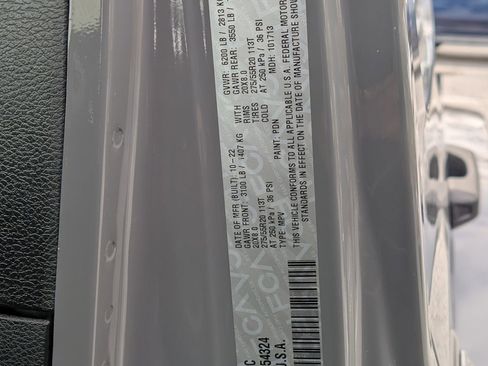 DATE OF MFR (BUILT): 10-22 GVWR: 6200 LB / 2813 K
GAWR FRONT: 3100 LB / 1407 KG WITH GAWR REAR: 3550 LB /
20X8.0 RIMS 20X8.0
275/55R20 113T TIRES 275/55R20 113T
AT 250 kPa / 36 PSI COLD AT 250 kPa / 36 PSI
TYPE: MPV PAINT: PDN MDH: 101713
THIS VEHICLE CONFORMS TO ALL APPLICABLE U.S.A. FEDERAL MOTOR
STANDARDS IN EFFECT ON THE DATE OF MANUFACTURE SHOW
C
54324
U.S.A.